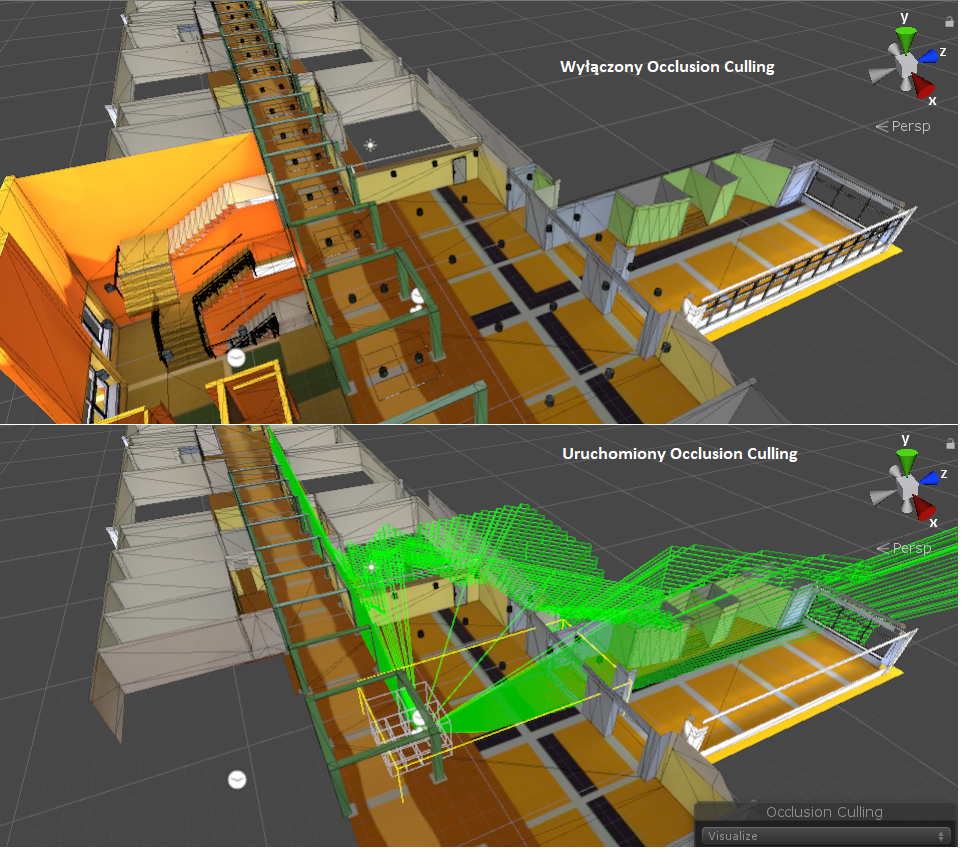 y
Wyłączony Occlusion Culling
z
x
Persp
y
Uruchomiony Occlusion Culling
z
x
Persp
Occlusion Culling
Visualize